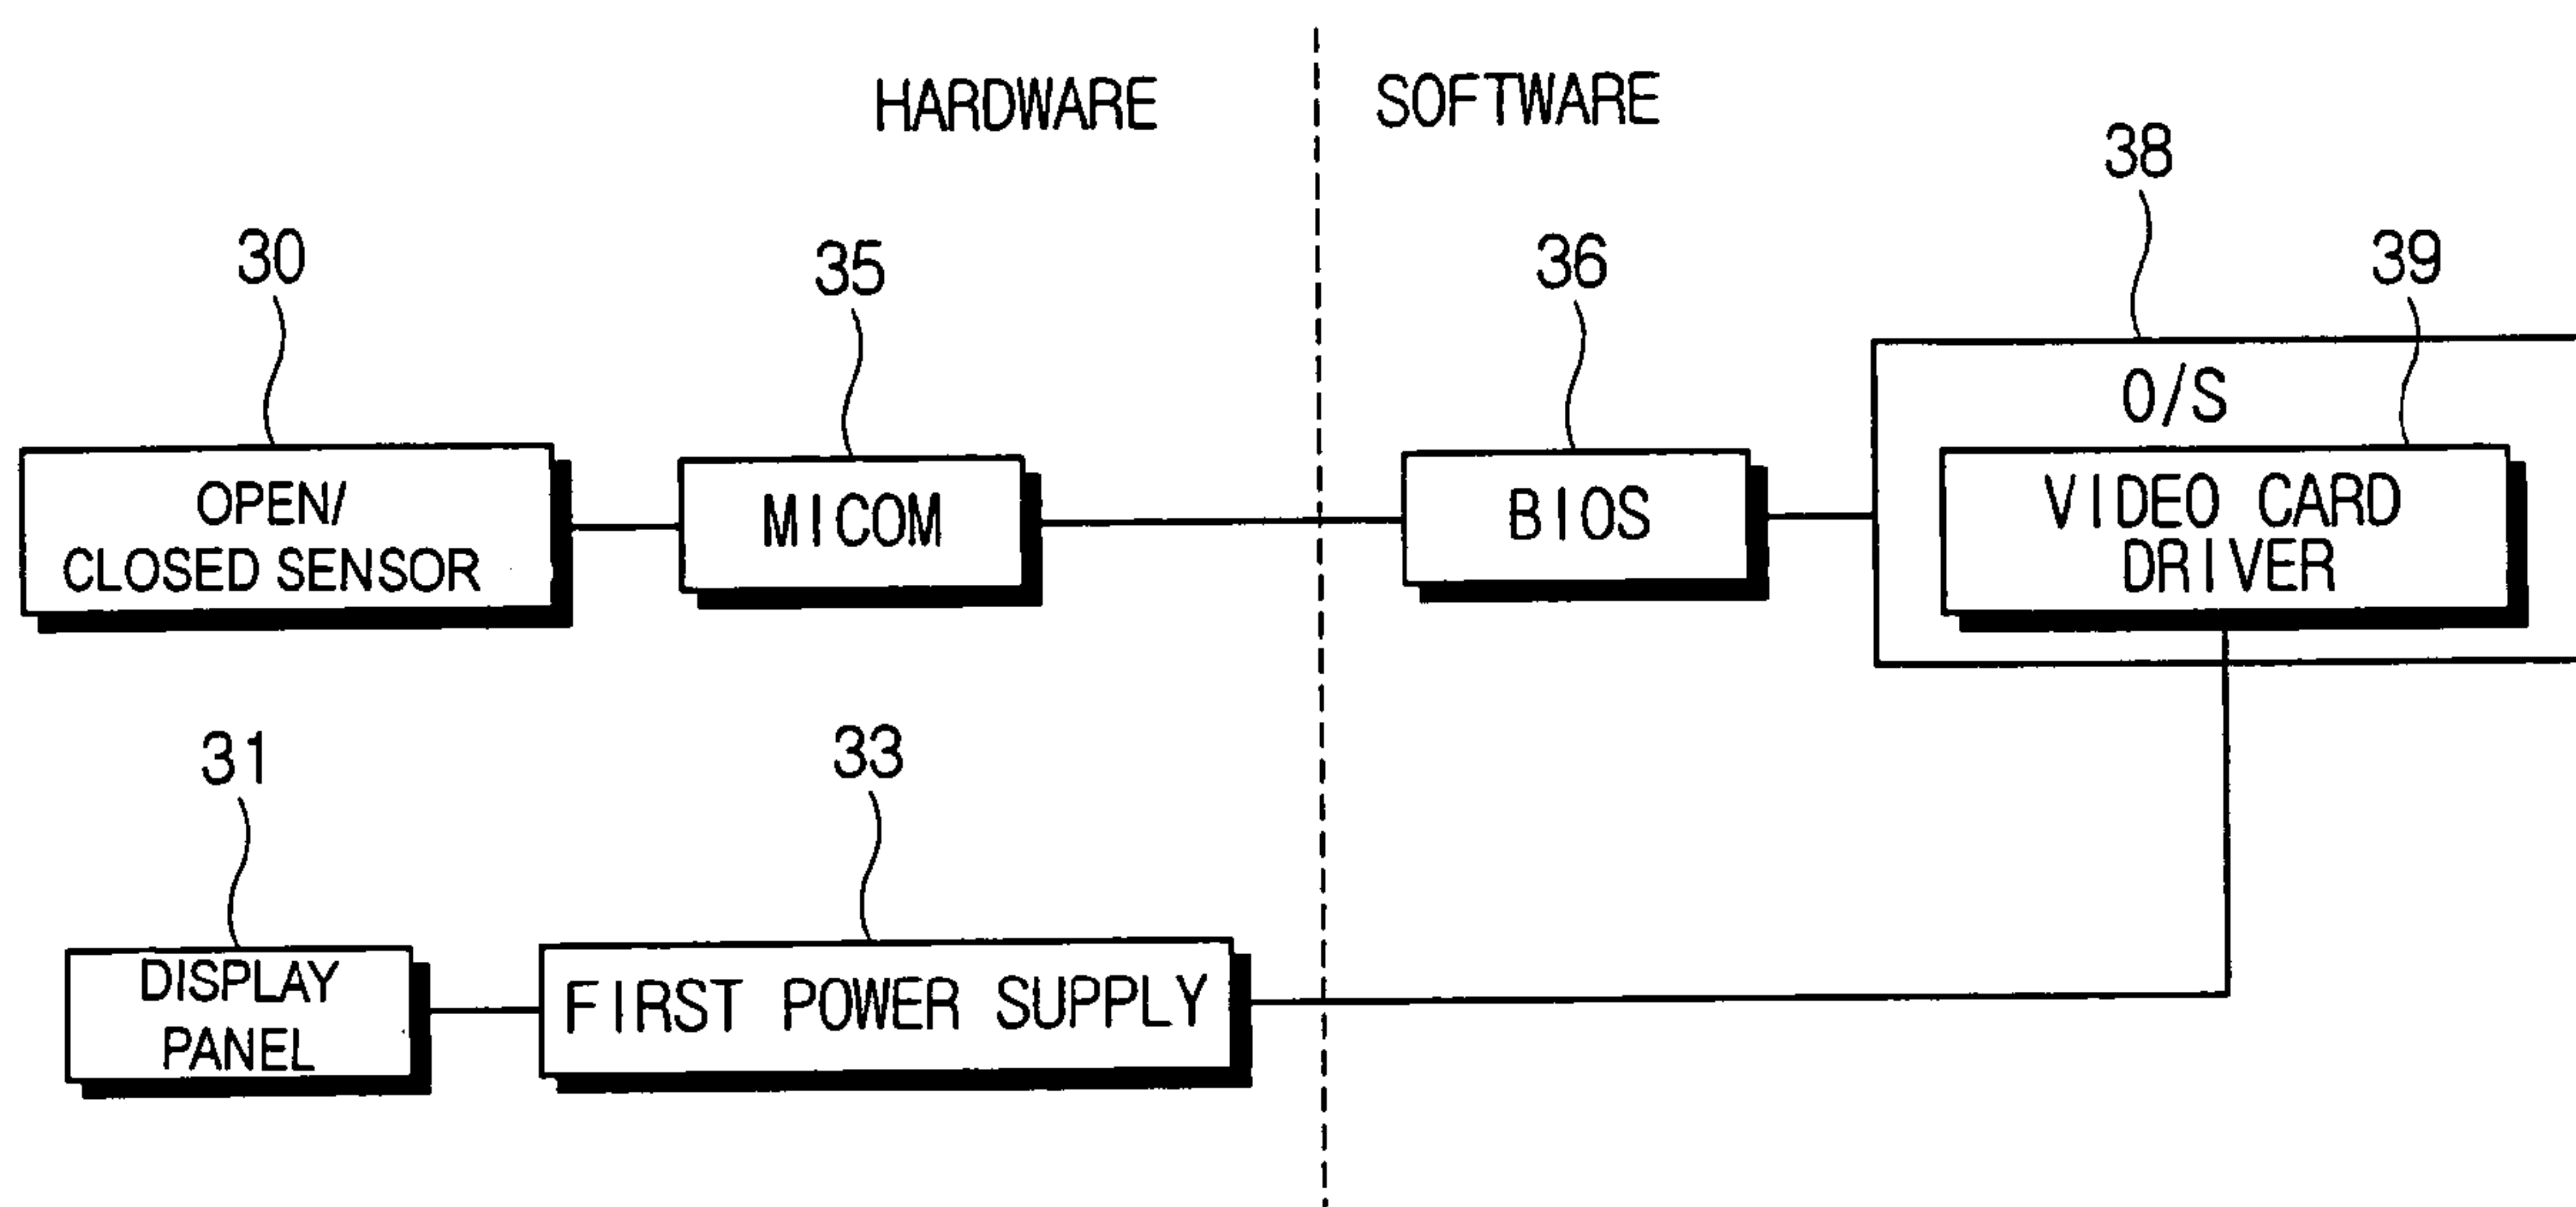 HARDWARE
SOFTWARE
38
30
35
36
39
O/S
OPEN/
CLOSED SENSOR
MICOM
BIOS
VIDEO CARD
DRIVER
31
33
DISPLAY
PANEL
FIRST POWER SUPPLY